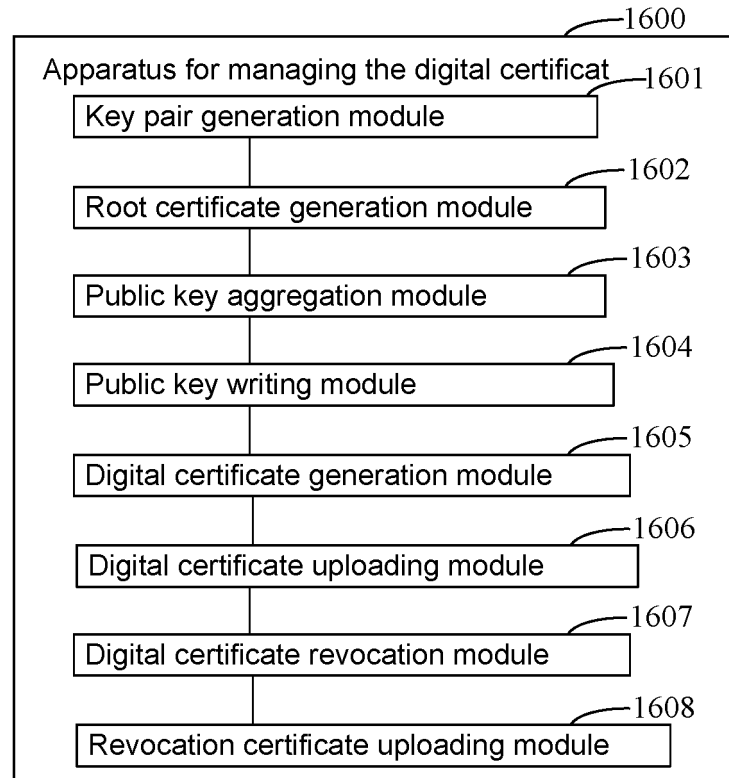 1600
Apparatus for managing the digital certificat
1601
Key pair generation module
1602
Root certificate generation module
1603
Public key aggregation module
1604
Public key writing module
1605
Digital certificate generation module
1606
Digital certificate uploading module
1607
Digital certificate revocation module
1608
Revocation certificate uploading module